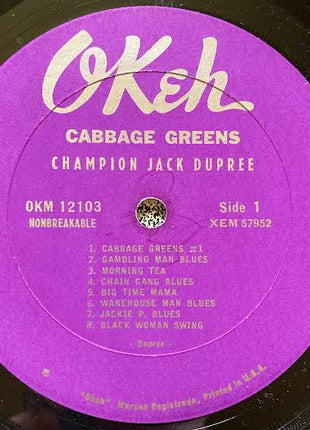 OKeh
CABBAGE GREENS
CHAMPION JACK DUPREE
OKM 12103 Side 1
NONBREAKABLE XEM 57952
1. CABBAGE GREENS #1
2. GAMBLING MAN BLUES
3. MORNING TEA
4. CHAIN GANG BLUES
5. BIG TIME MAMA
6. WAREHOUSE MAN BLUES
7. JACKIE P. BLUES
8. BLACK WOMAN SWING
- Dupree -
"Okeh", Marcas Registrada, Printed in U.S.A.